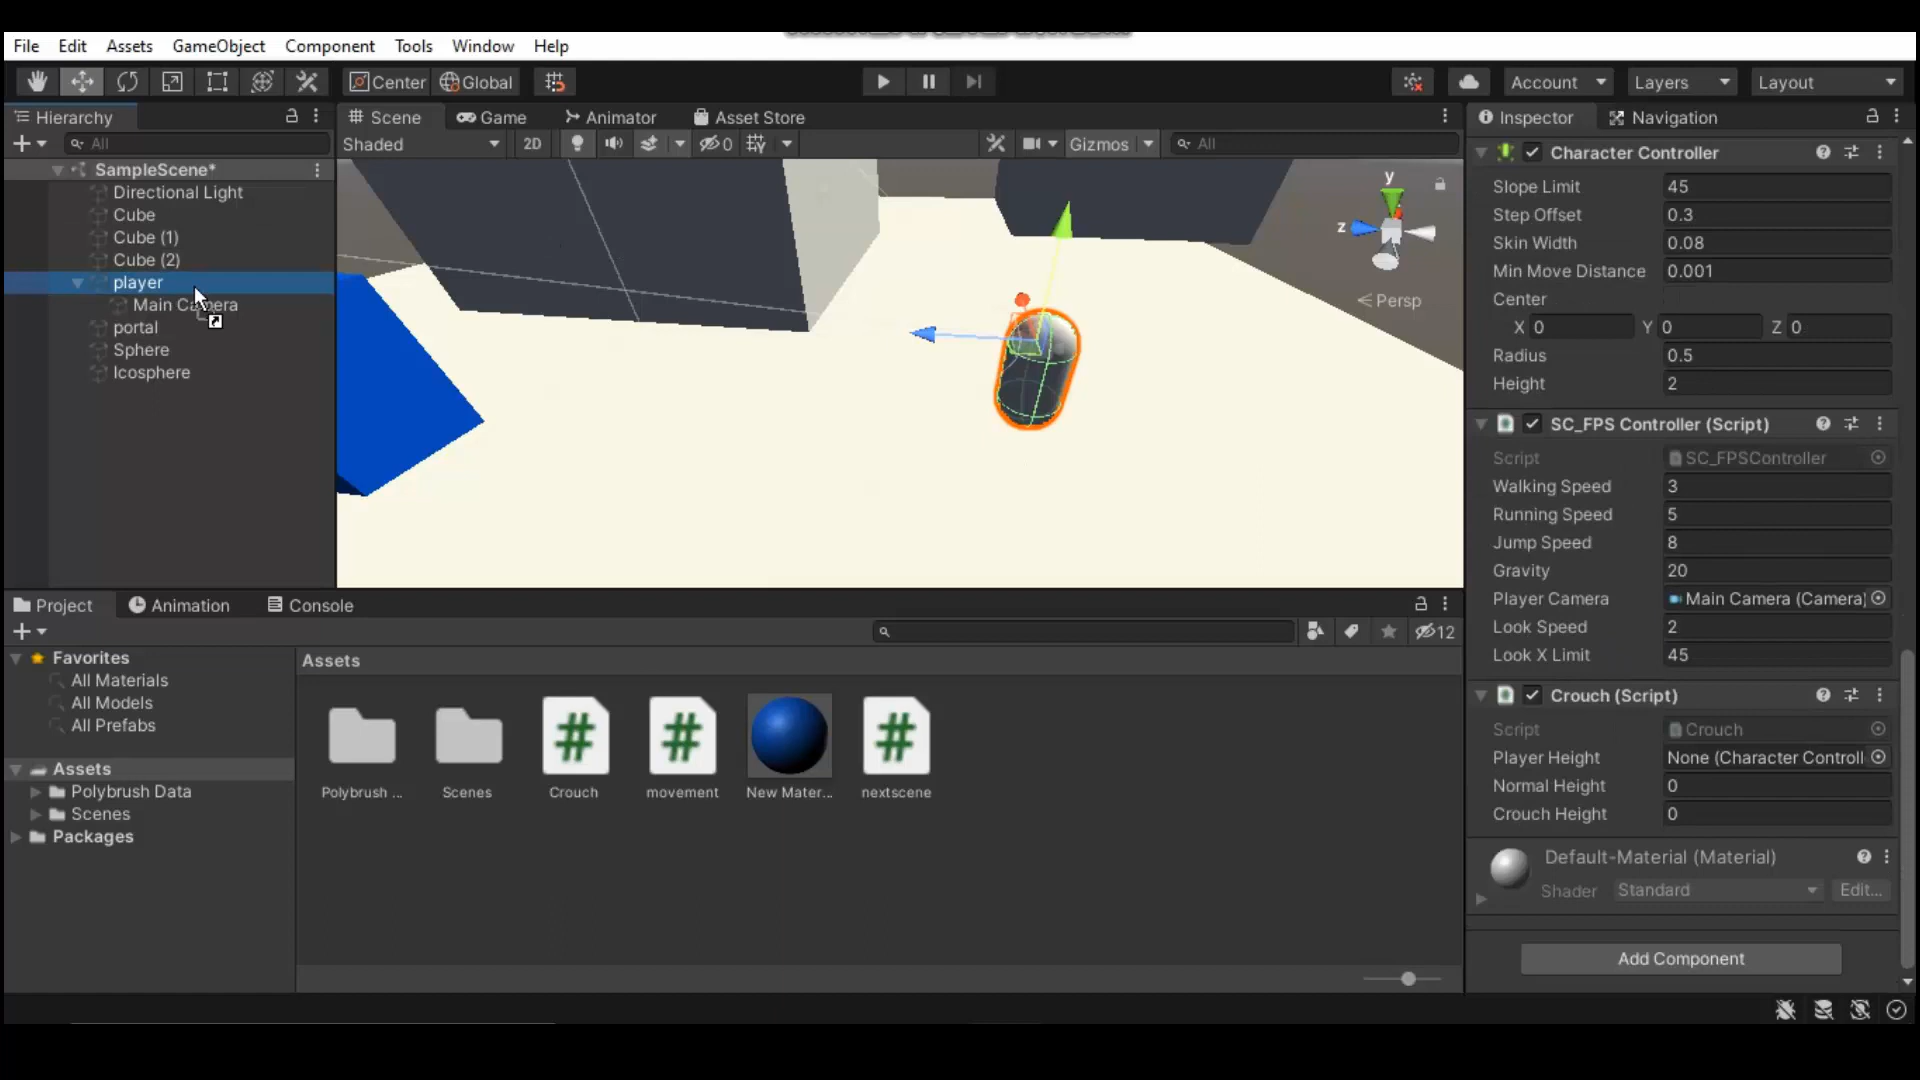 File Edit Assets GameObject Component Tools Window Help
Center Global Account Layers Layout
Hierarchy
All
SampleScene*
Directional Light
Cube
Cube (1)
Cube (2)
player
Main Camera
portal
Sphere
Icosphere
Scene Game Animator Asset Store
Shaded 2D 0 Gizmos All
y
z
Persp
Inspector Navigation
Character Controller
Slope Limit 45
Step Offset 0.3
Skin Width 0.08
Min Move Distance 0.001
Center
X 0 Y 0 Z 0
Radius 0.5
Height 2
SC_FPS Controller (Script)
Script SC_FPSController
Walking Speed 3
Running Speed 5
Jump Speed 8
Gravity 20
Player Camera Main Camera (Camera)
Look Speed 2
Look X Limit 45
Crouch (Script)
Script Crouch
Player Height None (Character Controll
Normal Height 0
Crouch Height 0
Default-Material (Material)
Shader Standard Edit...
Add Component
Project Animation Console
12
Favorites
All Materials
All Models
All Prefabs
Assets
Polybrush Data
Scenes
Packages
Assets
Polybrush ... Scenes Crouch movement New Mater... nextscene